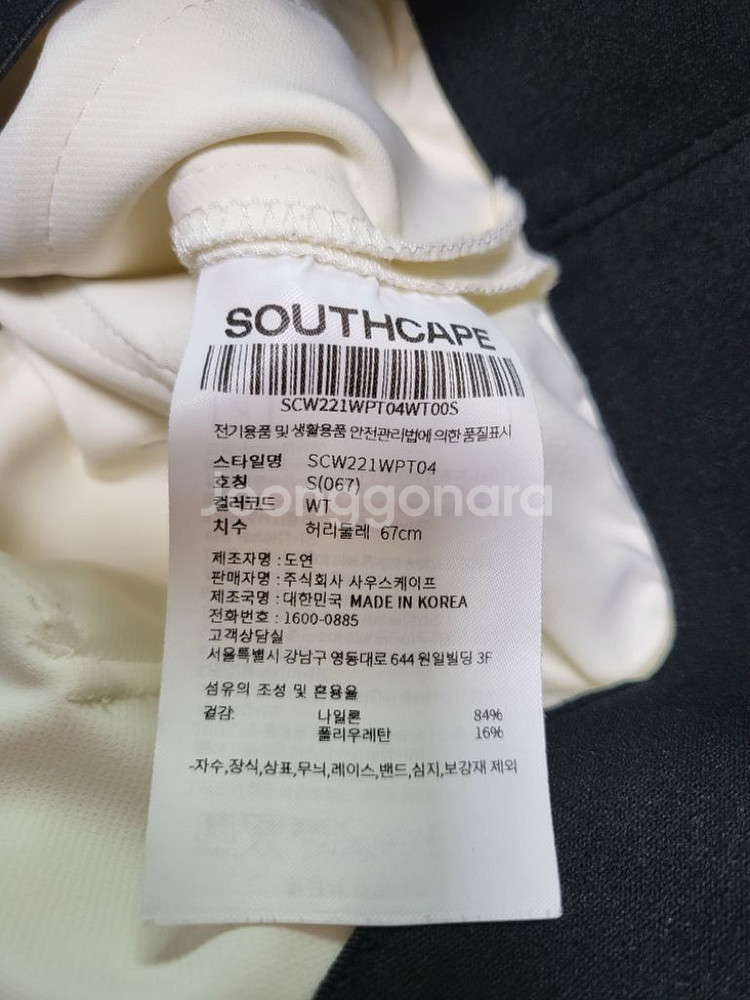 SOUTHCAPE
SCW221WPT04WT00S
전기용품 및 생활용품 안전관리법에 의한 품질표시
스타일명 SCW221WPT04
호칭 S(067)
Joonggonara
컬러코드 WT
치수 허리둘레 67cm
제조자명 : 도연
판매자명 : 주식회사 사우스케이프
제조국명 : 대한민국 MADE IN KOREA
전화번호 : 1600-0885
고객상담실
서울특별시 강남구 영동대로 644 원일빌딩 3F
섬유의 조성 및 혼용율
겉감: 나일론 84%
폴리우레탄 16%
-자수,장식,상표,무늬,레이스,밴드,심지,보강재 제외